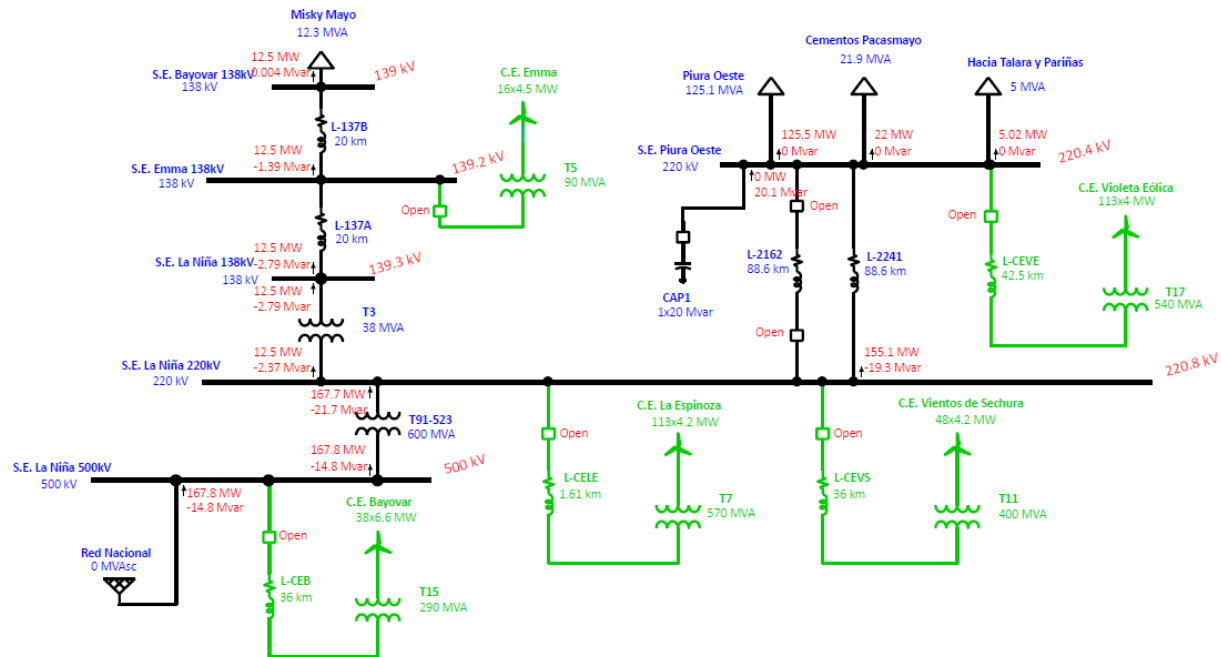 Misky Mayo
12.3 MVA
12.5 MW
0.004 Mvar
S.E. Bayovar 138kV
138 kV
139 kV
L-137B
20 km
12.5 MW
-1.39 Mvar
S.E. Emma 138kV
138 kV
139.2 kV
C.E. Emma
16x4.5 MW
T5
90 MVA
Open
L-137A
20 km
12.5 MW
-2.79 Mvar
S.E. La Niña 138kV
138 kV
139.3 kV
12.5 MW
-2.79 Mvar
T3
38 MVA
12.5 MW
-2.37 Mvar
S.E. La Niña 220kV
220 kV
220.8 kV
167.7 MW
-21.7 Mvar
T91-523
600 MVA
167.8 MW
-14.8 Mvar
S.E. La Niña 500kV
500 kV
500 kV
167.8 MW
-14.8 Mvar
Red Nacional
0 MVAsc
Open
L-CEB
36 km
C.E. Bayovar
38x6.6 MW
T15
290 MVA
Piura Oeste
125.1 MVA
Cementos Pacasmayo
21.9 MVA
Hacia Talara y Pariñas
5 MVA
125.5 MW
0 Mvar
22 MW
0 Mvar
5.02 MW
0 Mvar
S.E. Piura Oeste
220 kV
220.4 kV
0 MW
20.1 Mvar
CAP1
1x20 Mvar
Open
L-2162
88.6 km
Open
L-2241
88.6 km
155.1 MW
-19.3 Mvar
Open
L-CEVE
42.5 km
C.E. Violeta Eólica
113x4 MW
T17
540 MVA
Open
L-CELE
1.61 km
C.E. La Espinoza
113x4.2 MW
T7
570 MVA
Open
L-CEVS
36 km
C.E. Vientos de Sechura
48x4.2 MW
T11
400 MVA